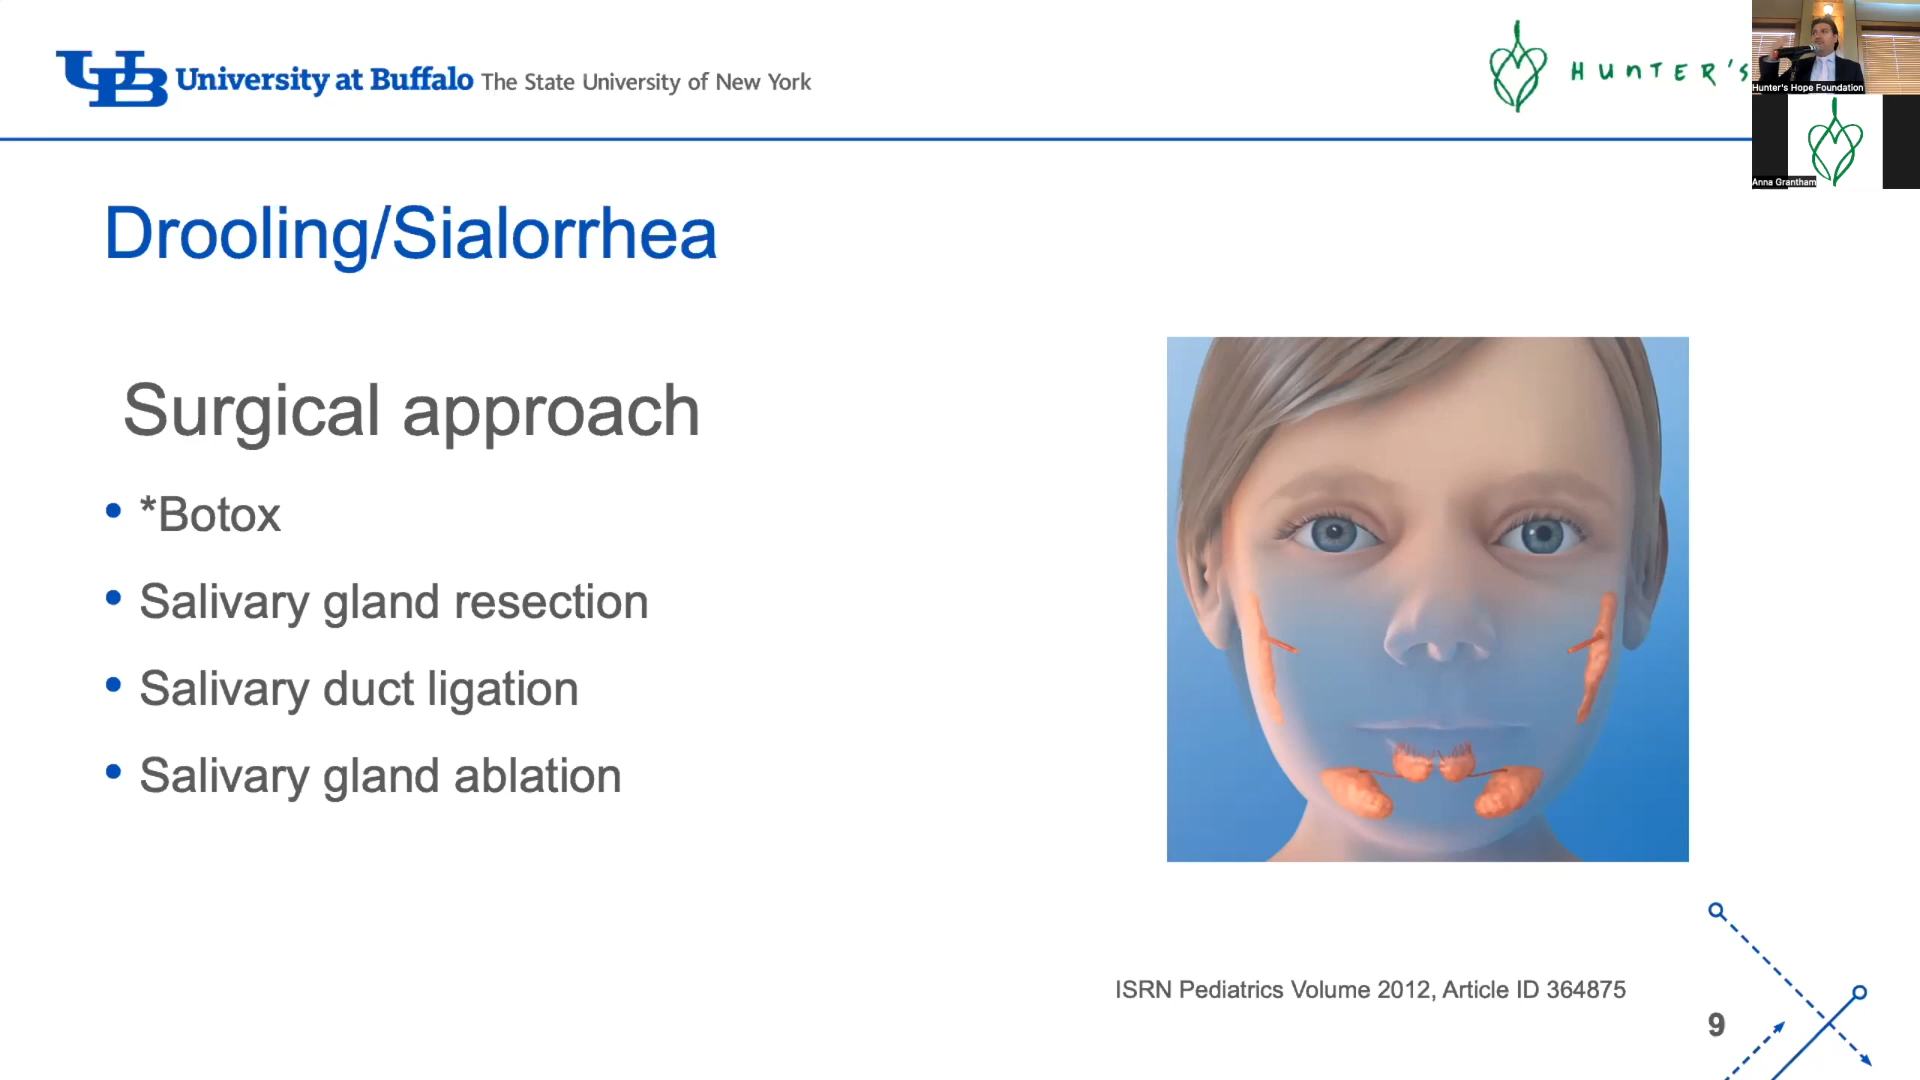 UB University at Buffalo The State University of New York
HUNTER'S
Hunter's Hope Foundation
Anna Grantham
Drooling/Sialorrhea
Surgical approach
• *Botox
• Salivary gland resection
• Salivary duct ligation
• Salivary gland ablation
ISRN Pediatrics Volume 2012, Article ID 364875
9